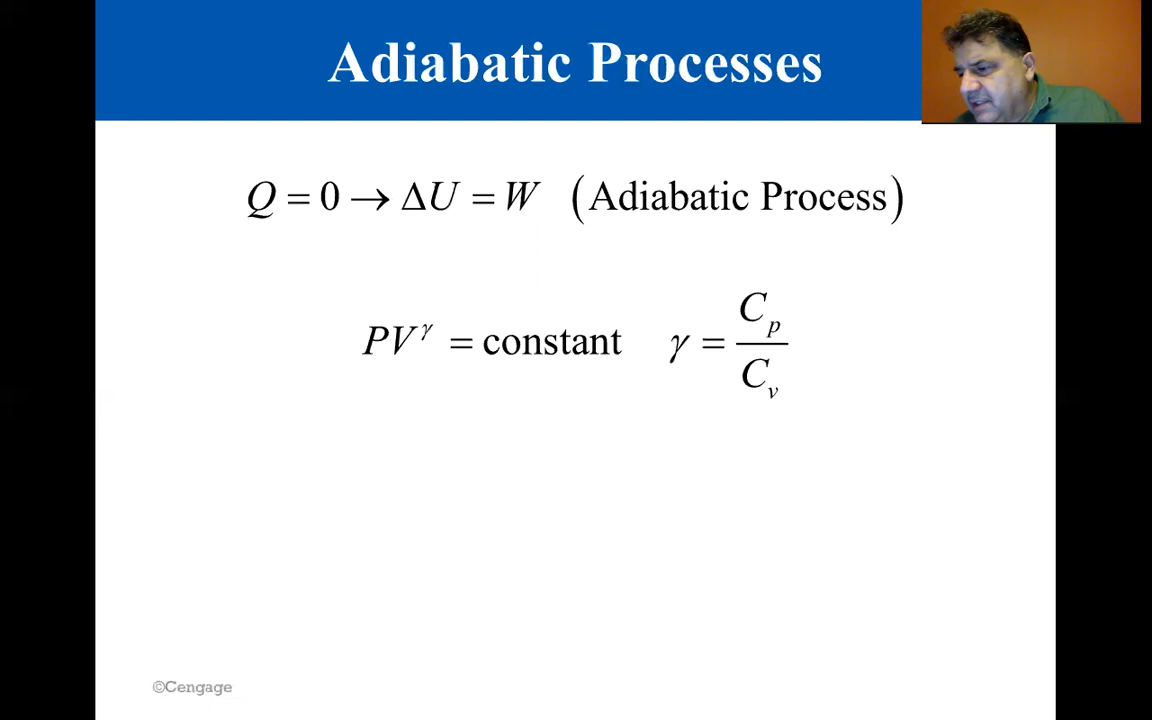 Adiabatic Processes
Q = 0 → ΔU = W (Adiabatic Process)
PV^γ = constant γ = C_p / C_v
©Cengage